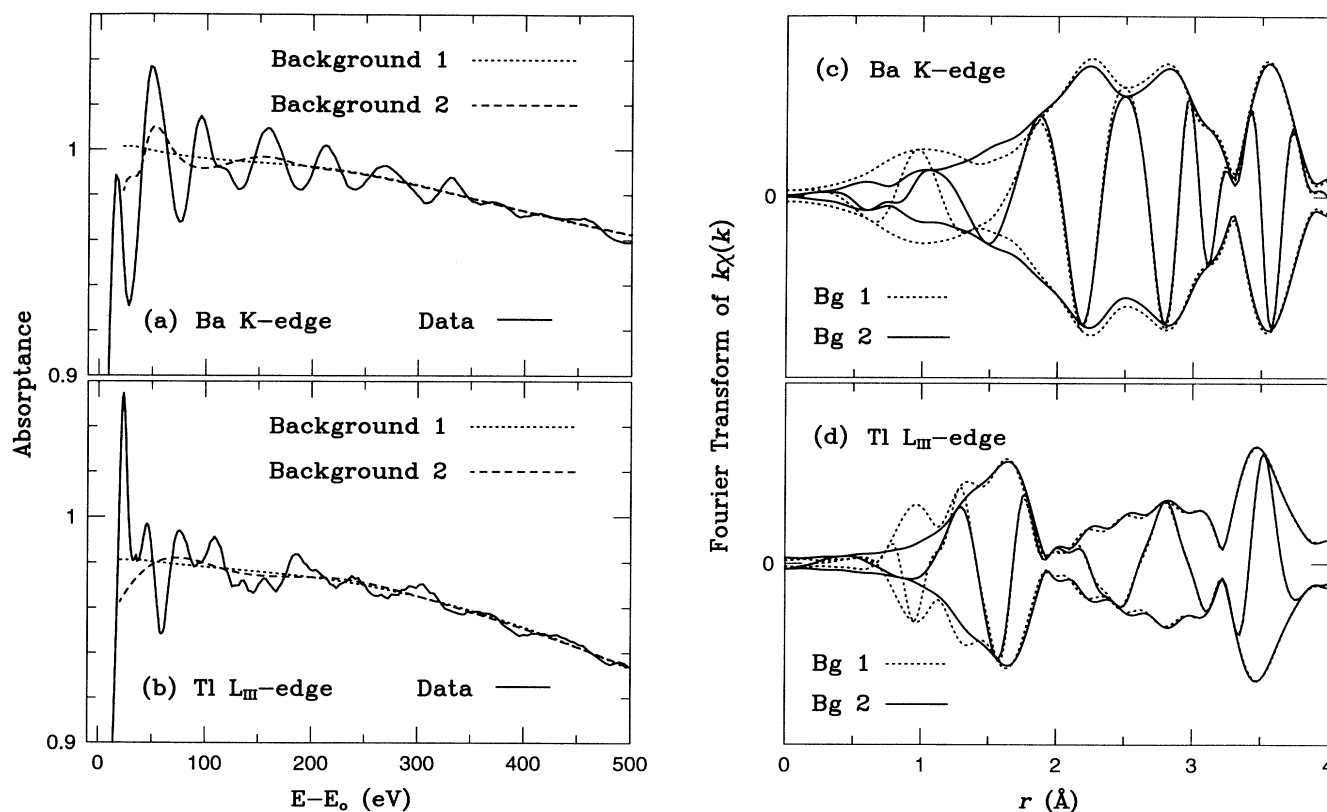 Absorptance
Background 1
Background 2
1
(a) Ba K-edge
Data
0.9
Background 1
Background 2
1
(b) Tl L_III-edge
Data
0.9
0 100 200 300 400 500
E-E_o (eV)
Fourier Transform of kχ(k)
(c) Ba K-edge
0
Bg 1
Bg 2
(d) Tl L_III-edge
0
Bg 1
Bg 2
0 1 2 3 4
r (Å)